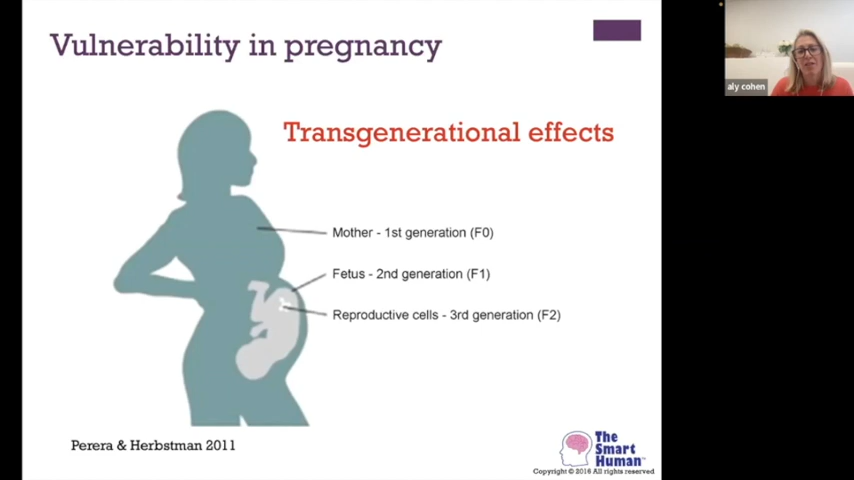 Vulnerability in pregnancy
aly cohen
Transgenerational effects
Mother - 1st generation (F0)
Fetus - 2nd generation (F1)
Reproductive cells - 3rd generation (F2)
Perera & Herbstman 2011
The
Smart
Human™
Copyright © 2016 All rights reserved